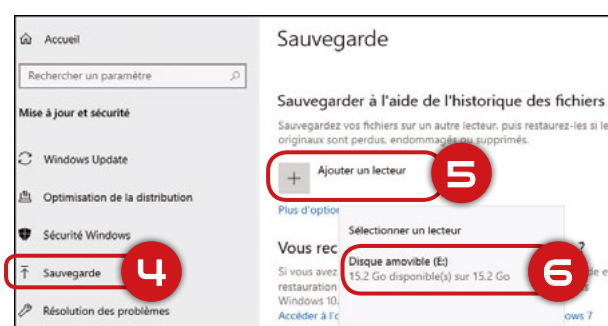 Accueil
Rechercher un paramètre
Mise à jour et sécurité
Windows Update
Optimisation de la distribution
Sécurité Windows
Sauvegarde
4
Résolution des problèmes
Sauvegarde
Sauvegarder à l'aide de l'historique des fichiers
Sauvegardez vos fichiers sur un autre lecteur, puis restaurez-les si le
originaux sont perdus, endommagés ou supprimés.
Ajouter un lecteur
5
Plus d'option
Sélectionner un lecteur
Vous rec ?
Disque amovible (E:)
15.2 Go disponible(s) sur 15.2 Go
6
Si vous avez de e
restauration
Windows 10.
Accéder à l'c ows 7